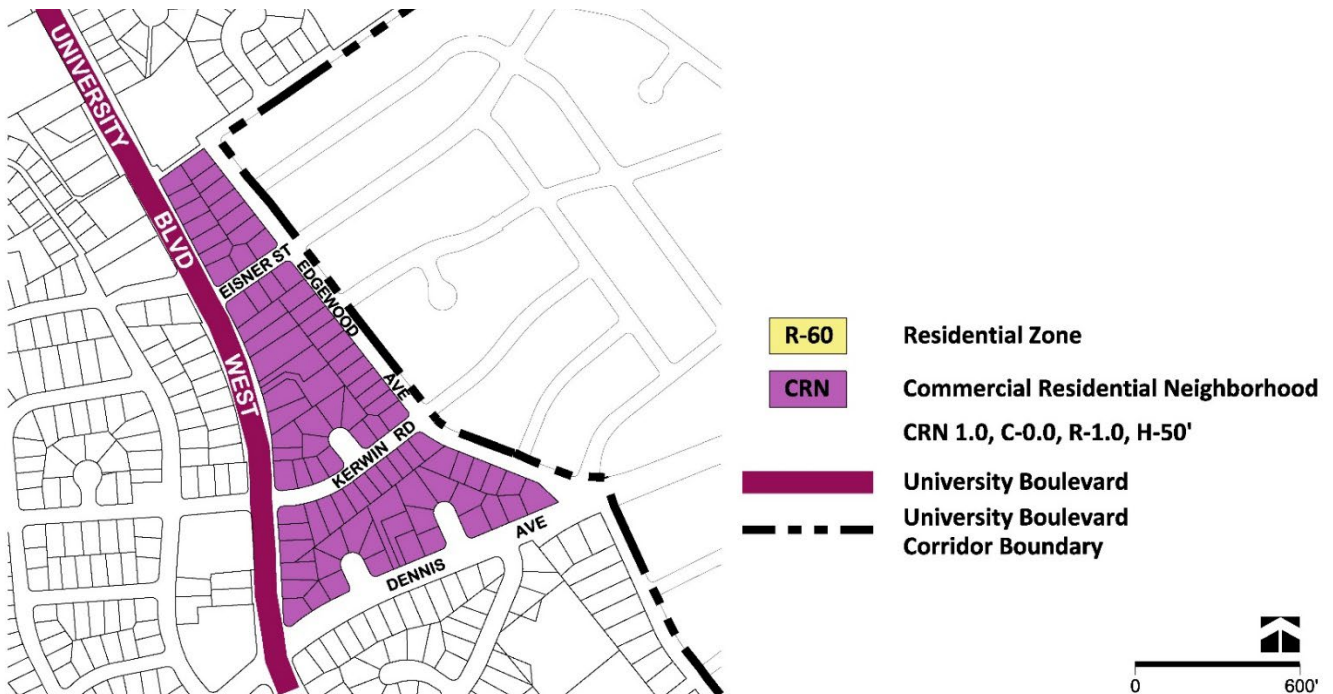 UNIVERSITY
BLVD
WEST
EISNER ST
EDGEWOOD
AVE
KERWIN RD
DENNIS
AVE
R-60
Residential Zone
CRN
Commercial Residential Neighborhood
CRN 1.0, C-0.0, R-1.0, H-50'
University Boulevard
University Boulevard
Corridor Boundary
0
600'